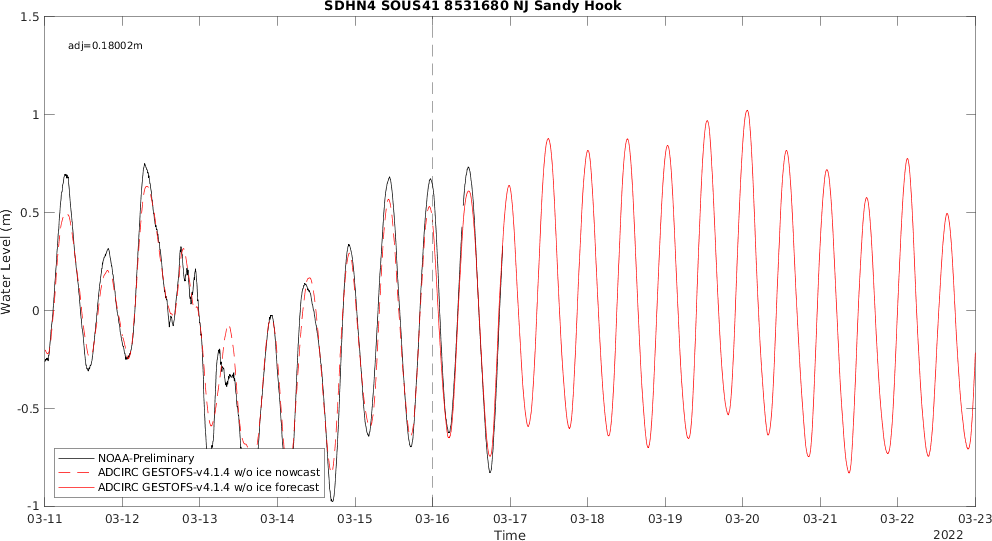 SDHN4 SOUS41 8531680 NJ Sandy Hook
adj=0.18002m
Water Level (m)
1.5
1
0.5
0
-0.5
-1
NOAA-Preliminary
ADCIRC GESTOFS-v4.1.4 w/o ice nowcast
ADCIRC GESTOFS-v4.1.4 w/o ice forecast
03-11 03-12 03-13 03-14 03-15 03-16 03-17 03-18 03-19 03-20 03-21 03-22 03-23
Time
2022